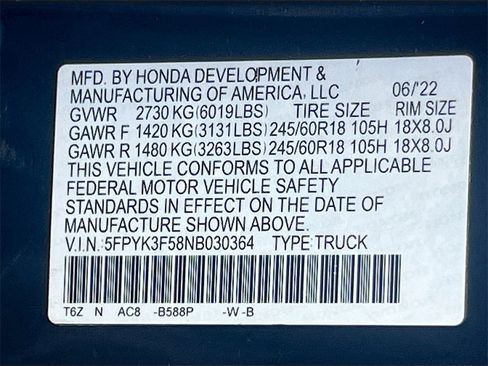 MFD. BY HONDA DEVELOPMENT &
MANUFACTURING OF AMERICA, LLC 06/'22
GVWR 2730 KG(6019LBS) TIRE SIZE RIM SIZE
GAWR F 1420 KG(3131LBS) 245/60R18 105H 18X8.0J
GAWR R 1480 KG(3263LBS) 245/60R18 105H 18X8.0J
THIS VEHICLE CONFORMS TO ALL APPLICABLE
FEDERAL MOTOR VEHICLE SAFETY
STANDARDS IN EFFECT ON THE DATE OF
MANUFACTURE SHOWN ABOVE.
V.I.N.: 5FPYK3F58NB030364 TYPE: TRUCK
T6Z N AC8 -B588P -W -B